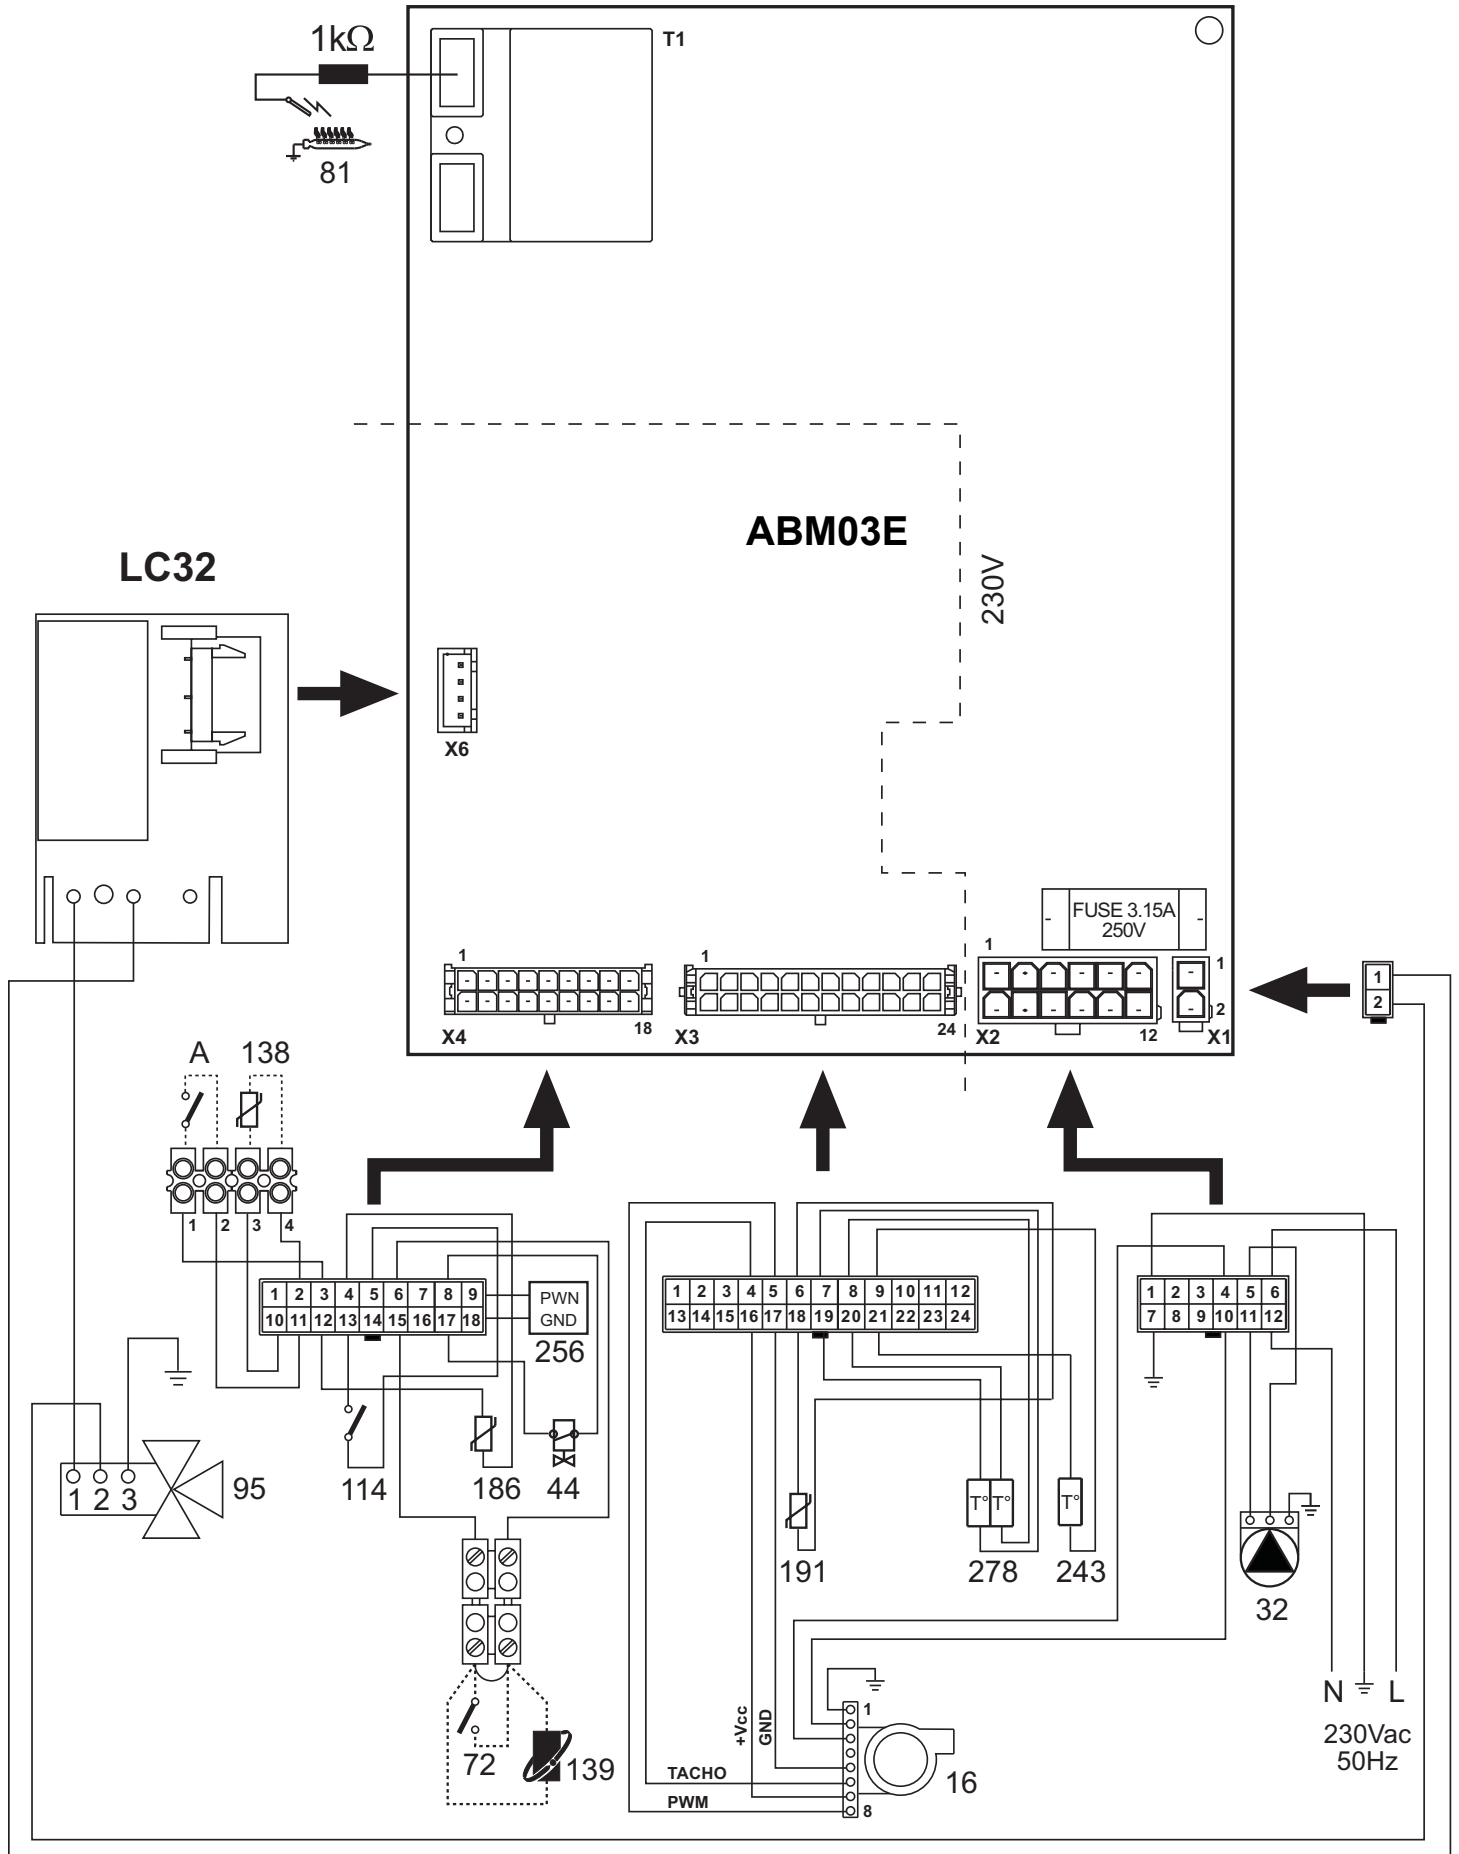 1kΩ
T1
81
ABM03E
230V
LC32
X6
FUSE 3.15A
250V
1
1
1
1
1
2
18
24
12
2
X4
X3
X2
X1
A
138
1
2
3
4
1 2 3 4 5 6 7 8 9
10 11 12 13 14 15 16 17 18
PWN
GND
256
1 2 3 4 5 6 7 8 9 10 11 12
13 14 15 16 17 18 19 20 21 22 23 24
1 2 3 4 5 6
7 8 9 10 11 12
1 2 3
95
114
186
44
T° T°
T°
191
278
243
32
72
139
+Vcc
GND
TACHO
PWM
1
8
16
N
L
230Vac
50Hz